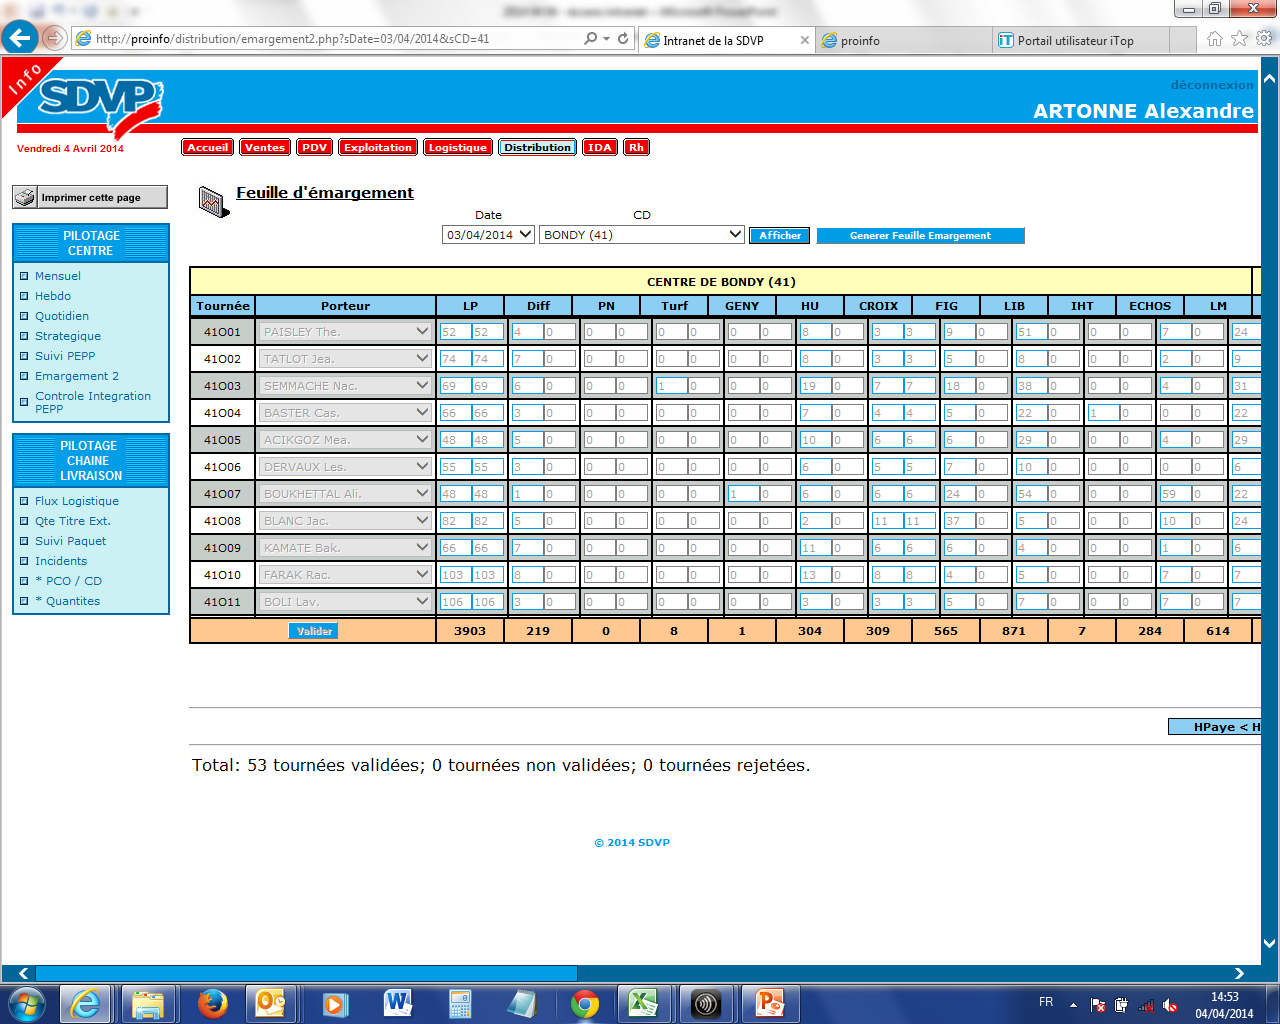 http://proinfo/distribution/emargement2.php?sDate=03/04/2014&sCD=41
Intranet de la SDVP
proinfo
iT Portail utilisateur iTop
Info
SDVP
déconnexion
ARTONNE Alexandre
Vendredi 4 Avril 2014
Accueil Ventes PDV Exploitation Logistique Distribution IDA Rh
Imprimer cette page
PILOTAGE
CENTRE
Mensuel
Hebdo
Quotidien
Strategique
Suivi PEPP
Emargement 2
Controle Integration
PEPP
PILOTAGE
CHAINE
LIVRAISON
Flux Logistique
Qte Titre Ext.
Suivi Paquet
Incidents
* PCO / CD
* Quantites
Feuille d'émargement
Date CD
03/04/2014 BONDY (41) Afficher Generer Feuille Emargement
CENTRE DE BONDY (41)
Tournée Porteur LP Diff PN Turf GENY HU CROIX FIG LIB IHT ECHOS LM
41O01 PAISLEY The. 52 52 4 0 0 0 0 0 0 0 8 0 3 3 9 0 51 0 0 0 7 0 24
41O02 TATLOT Jea. 74 74 7 0 0 0 0 0 0 0 8 0 3 3 5 0 8 0 0 0 2 0 9
41O03 SEMMACHE Nac. 69 69 6 0 0 0 1 0 0 0 19 0 7 7 18 0 38 0 0 0 4 0 31
41O04 BASTER Cas. 66 66 3 0 0 0 0 0 0 0 7 0 4 4 5 0 22 0 1 0 0 0 22
41O05 ACIKGOZ Mea. 48 48 5 0 0 0 0 0 0 0 10 0 6 6 6 0 29 0 0 0 4 0 29
41O06 DERVAUX Les. 55 55 3 0 0 0 0 0 0 0 6 0 5 5 7 0 10 0 0 0 0 0 6
41O07 BOUKHETTAL Ali. 48 48 1 0 0 0 0 0 1 0 6 0 6 6 24 0 54 0 0 0 59 0 22
41O08 BLANC Jac. 82 82 5 0 0 0 0 0 0 0 2 0 11 11 37 0 5 0 0 0 10 0 24
41O09 KAMATE Bak. 66 66 7 0 0 0 0 0 0 0 11 0 6 6 6 0 4 0 0 0 1 0 6
41O10 FARAK Rac. 103 103 8 0 0 0 0 0 0 0 13 0 8 8 4 0 5 0 0 0 7 0 7
41O11 BOLI Lav. 106 106 3 0 0 0 0 0 0 0 3 0 3 3 5 0 7 0 0 0 7 0 7
Valider 3903 219 0 8 1 304 309 565 871 7 284 614
HPaye < H
Total: 53 tournées validées; 0 tournées non validées; 0 tournées rejetées.
© 2014 SDVP
FR
14:53
04/04/2014